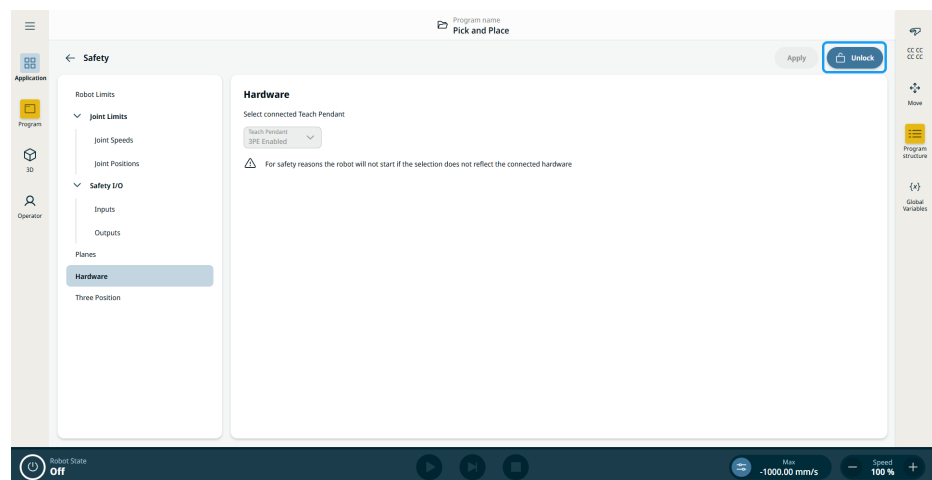 Program name
Pick and Place
Application
Program
3D
Operator
Safety
Apply
Unlock
Robot Limits
Joint Limits
Joint Speeds
Joint Positions
Safety I/O
Inputs
Outputs
Planes
Hardware
Three Position
Hardware
Select connected Teach Pendant
Teach Pendant
3PE Enabled
For safety reasons the robot will not start if the selection does not reflect the connected hardware
CC CC
CC CC
Move
Program
structure
{x}
Global
Variables
Robot State
Off
Max
-1000.00 mm/s
Speed
100 %